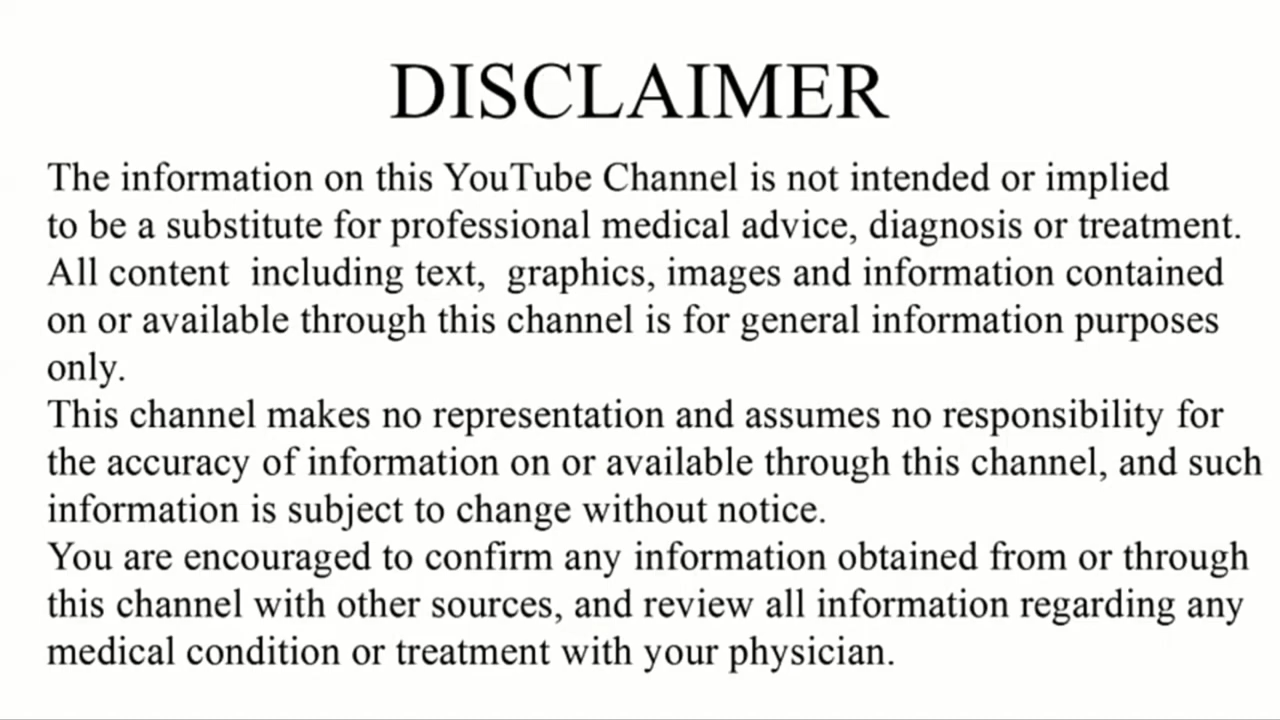 DISCLAIMER
The information on this YouTube Channel is not intended or implied
to be a substitute for professional medical advice, diagnosis or treatment.
All content  including text,  graphics, images and information contained
on or available through this channel is for general information purposes
only.
This channel makes no representation and assumes no responsibility for
the accuracy of information on or available through this channel, and such
information is subject to change without notice.
You are encouraged to confirm any information obtained from or through
this channel with other sources, and review all information regarding any
medical condition or treatment with your physician.